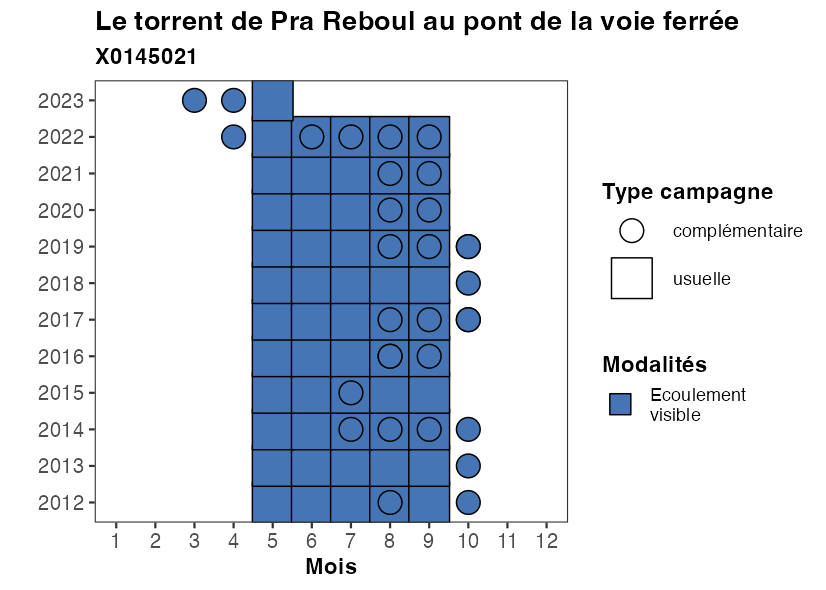 Le torrent de Pra Reboul au pont de la voie ferrée
X0145021
2023
2022
2021
2020
2019
2018
2017
2016
2015
2014
2013
2012
1 2 3 4 5 6 7 8 9 10 11 12
Mois
Type campagne
complémentaire
usuelle
Modalités
Ecoulement
visible